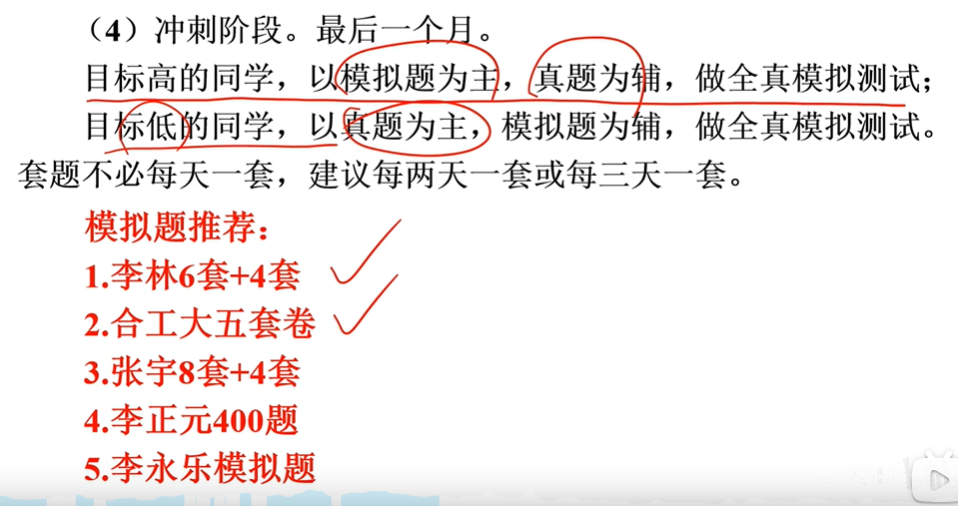 （4）冲刺阶段。最后一个月。
目标高的同学，以模拟题为主，真题为辅，做全真模拟测试；
目标低的同学，以真题为主，模拟题为辅，做全真模拟测试。
套题不必每天一套，建议每两天一套或每三天一套。
模拟题推荐：
1.李林6套+4套
2.合工大五套卷
3.张宇8套+4套
4.李正元400题
5.李永乐模拟题